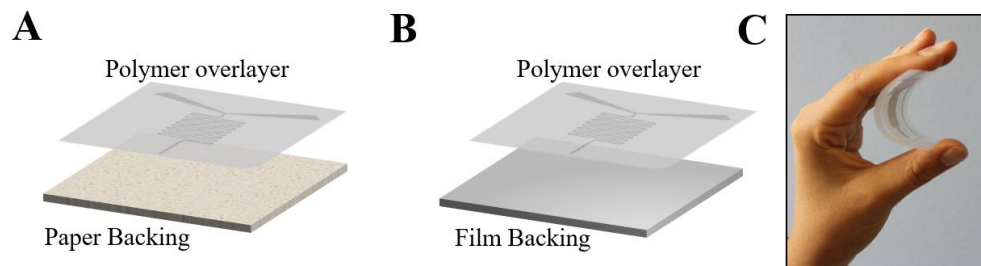 A
Polymer overlayer
Paper Backing
B
Polymer overlayer
Film Backing
C